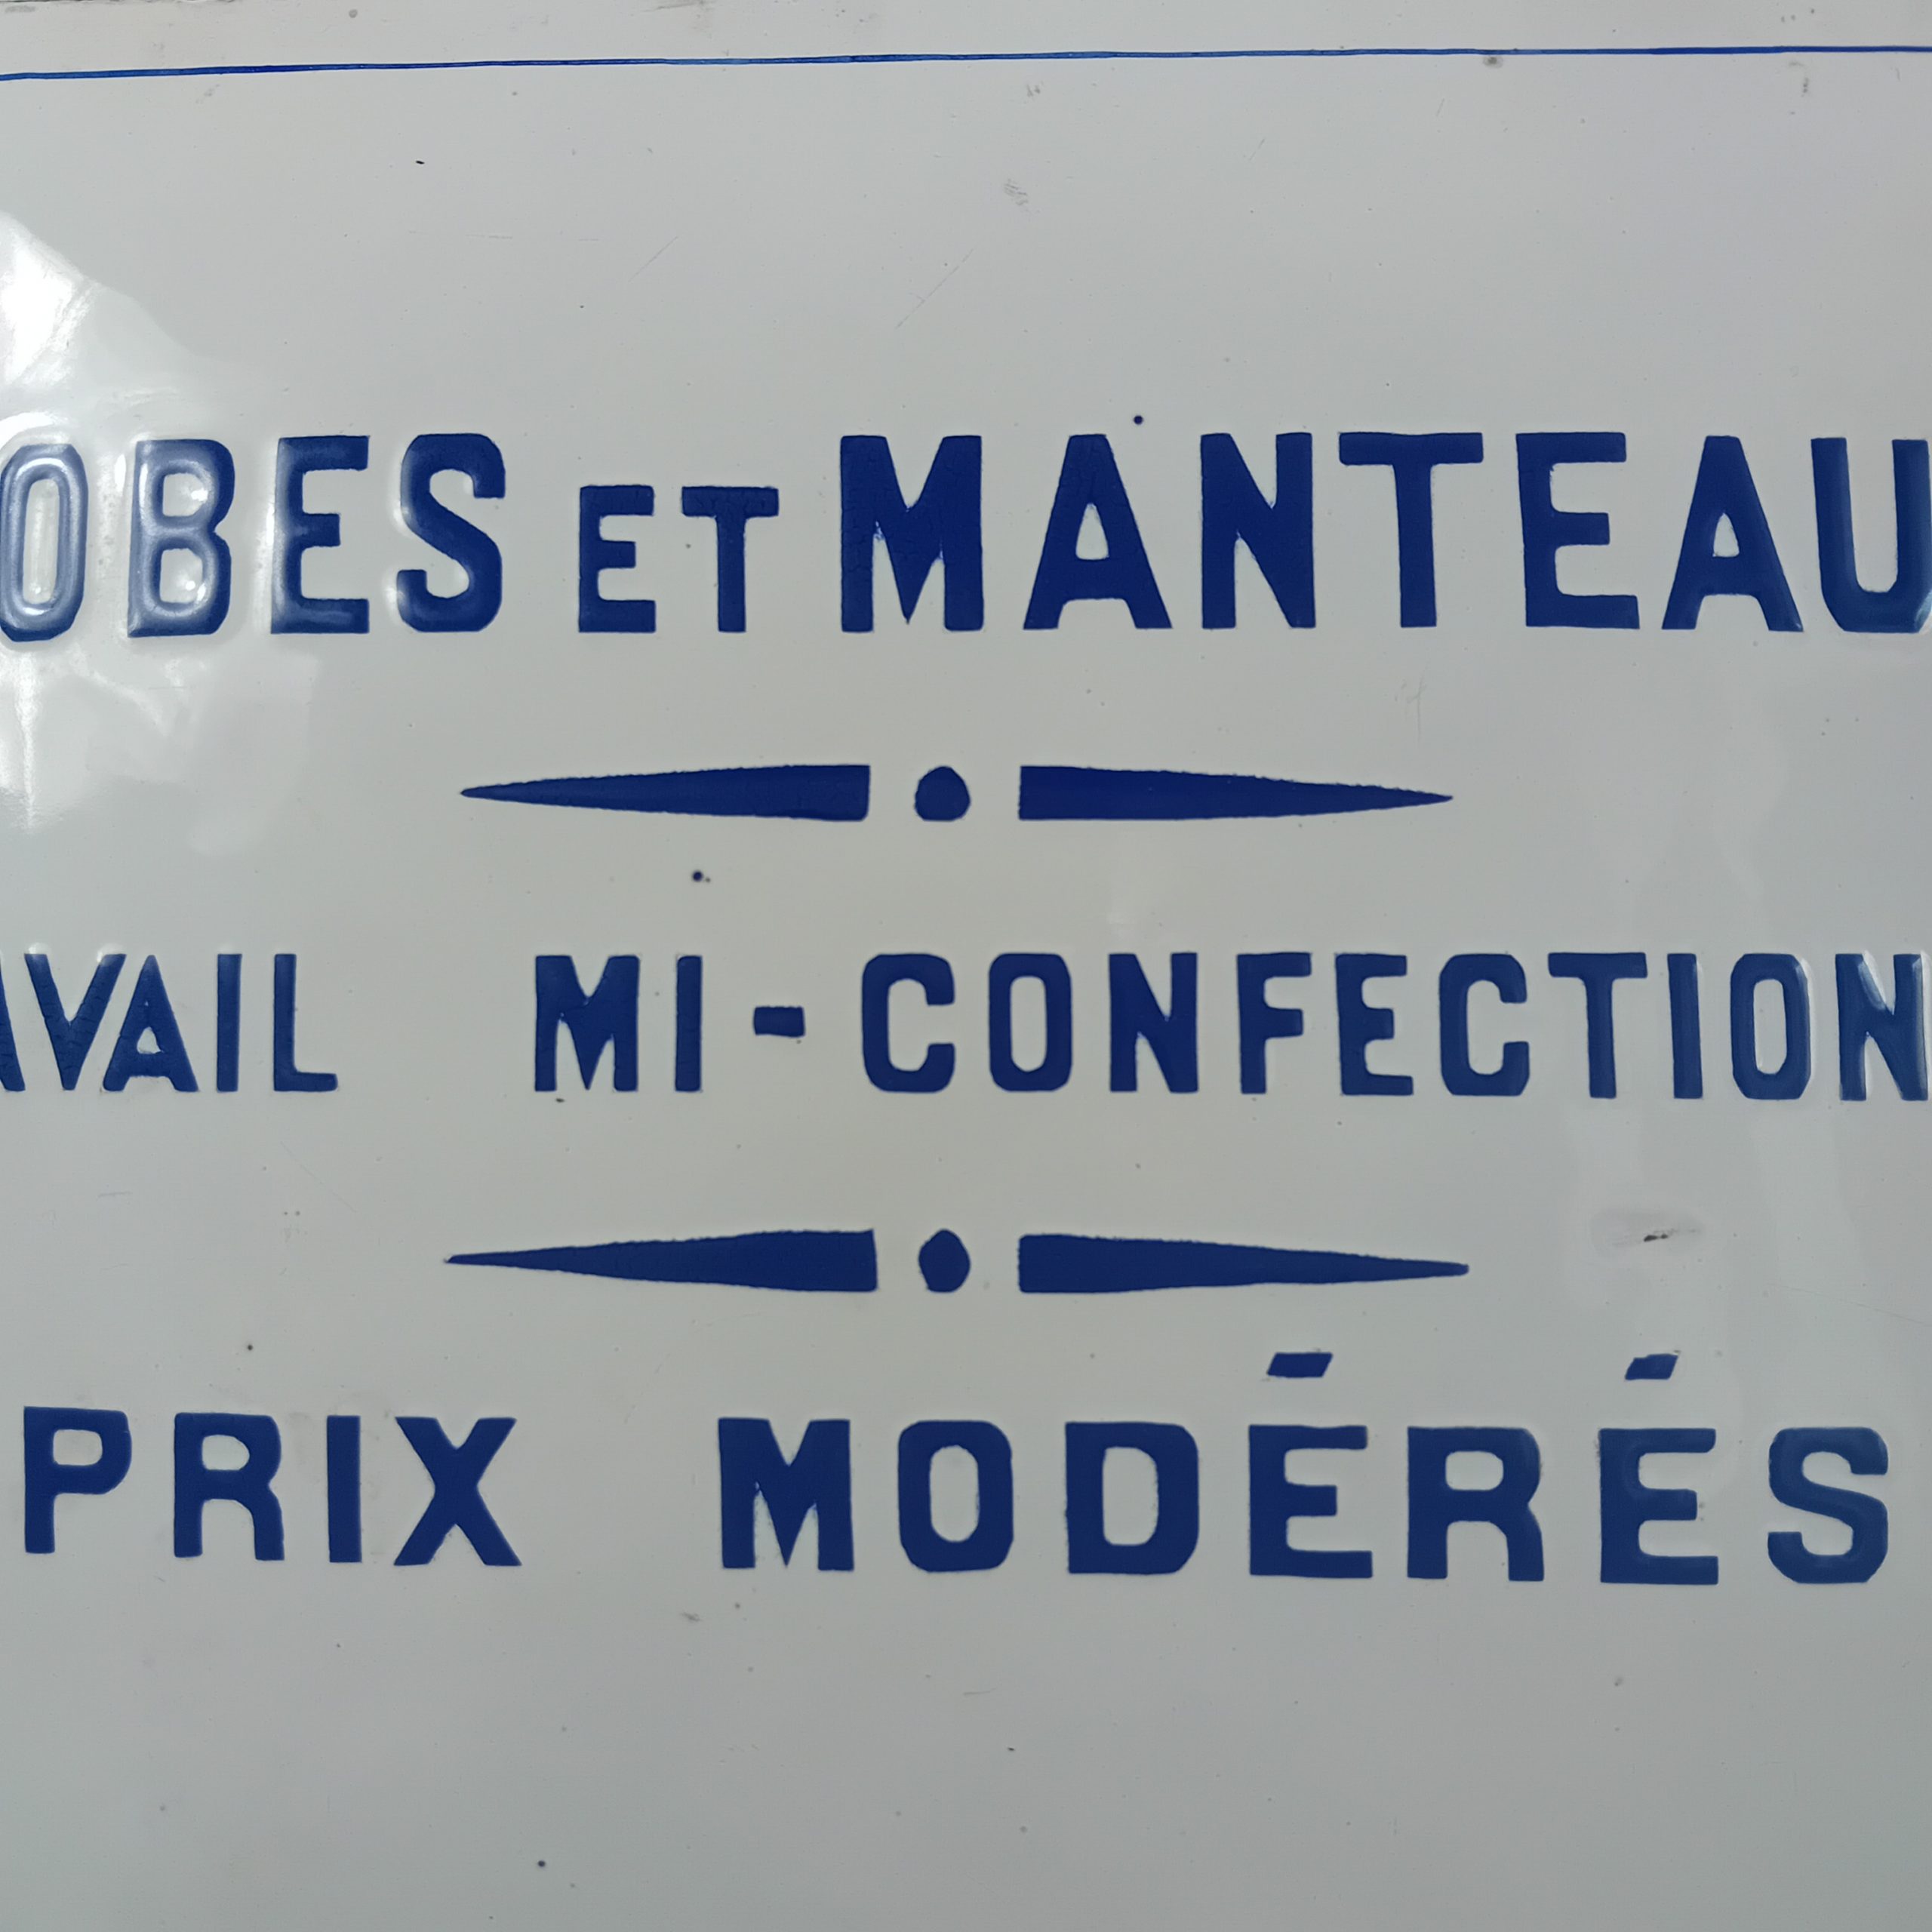 OBES ET MANTEAU
AVAIL MI-CONFECTION
PRIX MODÉRÉS